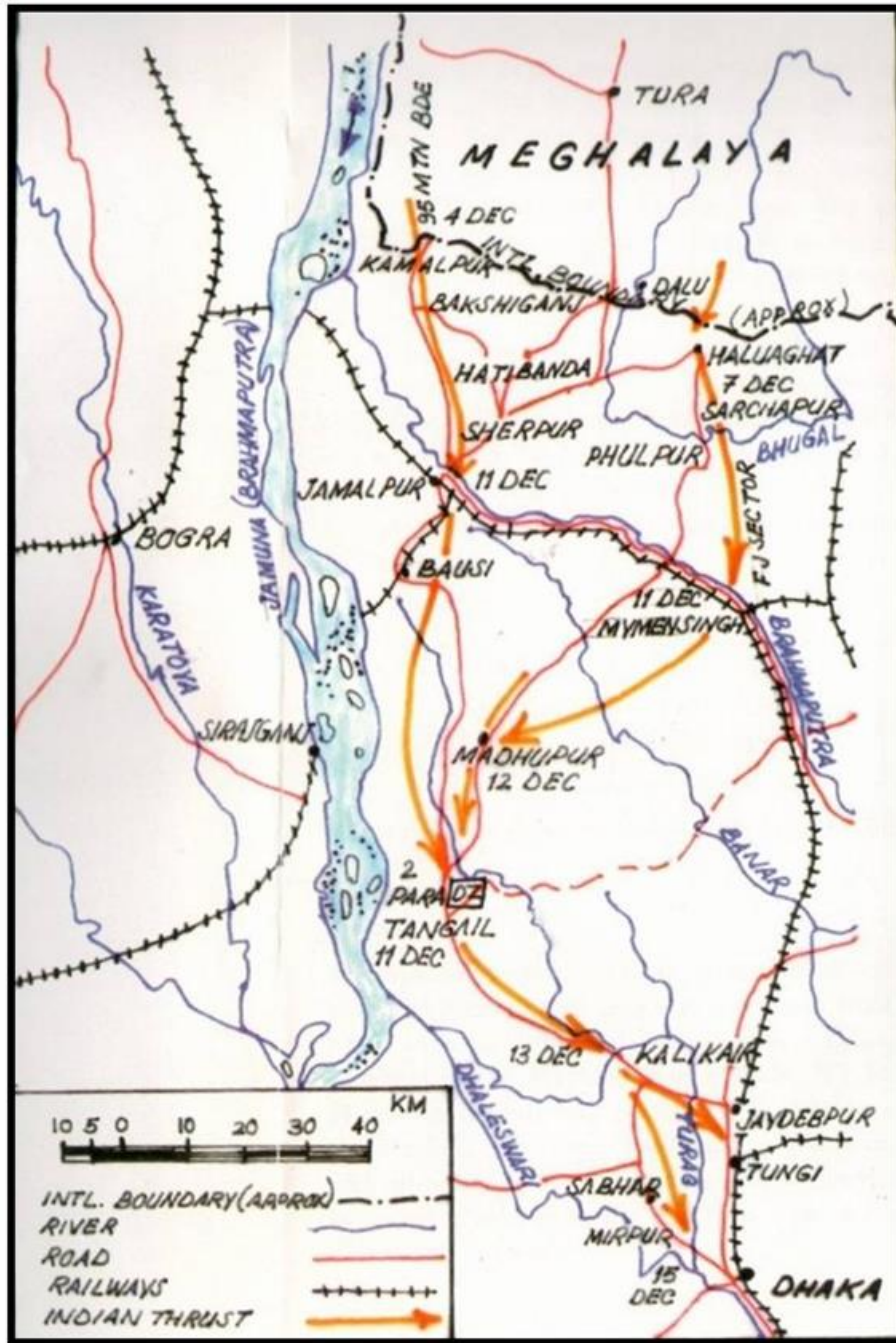 TURA
MEGHALAYA
95 MTN BDE
4 DEC
KAMALPUR
INTL. BOUNDARY
(APPROX)
DALU
BAKSHIGANJ
HALUAGHAT
7 DEC
HATIBANDA
SARCHAPUR
SHERPUR
PHULPUR
BHUGAL
JAMALPUR
11 DEC
FJ SECTOR
BOGRA
JAMUNA (BRAHMAPUTRA)
BAUSI
11 DEC
MYMENSINGH
KARATOYA
BRAHMAPUTRA
SIRAJGANJ
MADHUPUR
12 DEC
BANAR
2
PARA DZ
TANGAIL
11 DEC
13 DEC
KALIKAIR
DHALESWARI
TURAG
JAYDEBPUR
TUNGI
SABHAR
MIRPUR
15
DEC
DHAKA
KM
10 5 0 10 20 30 40
INTL. BOUNDARY (APPROX)
RIVER
ROAD
RAILWAYS
INDIAN THRUST